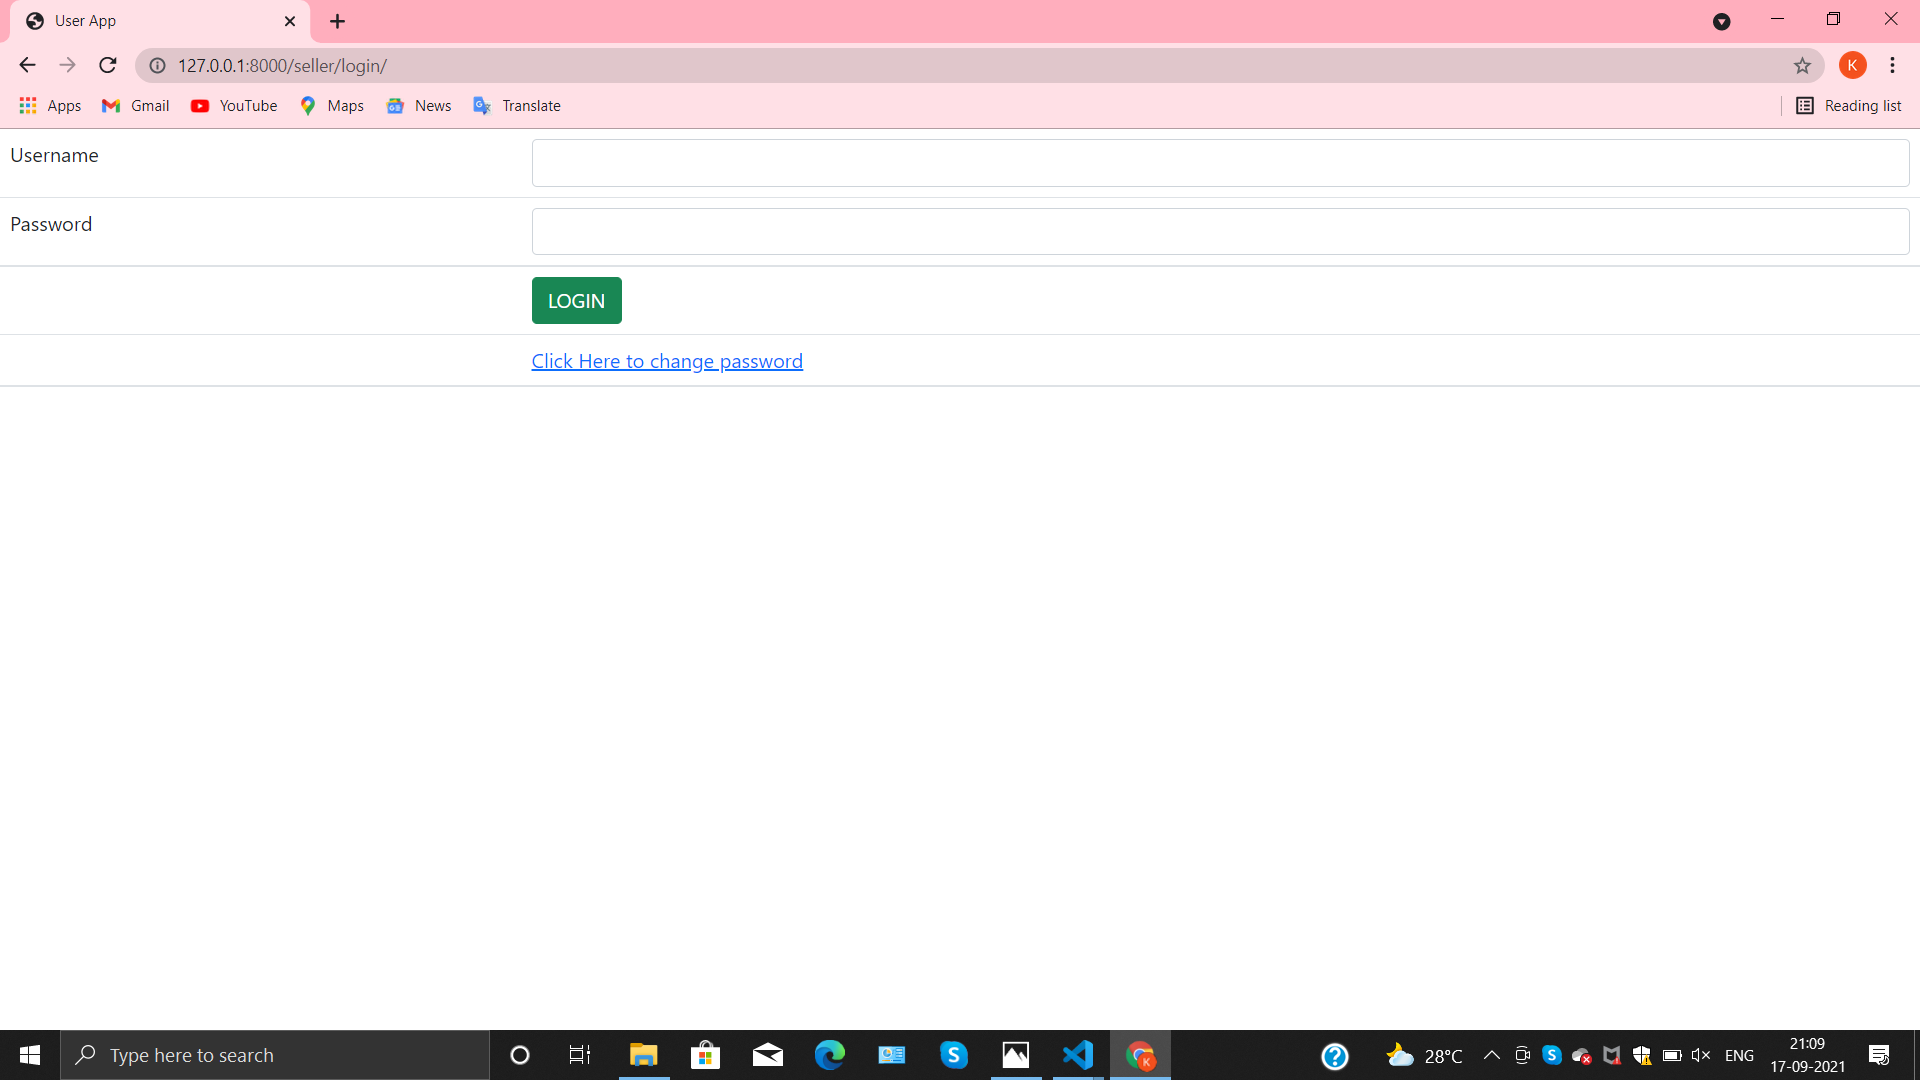 User App
127.0.0.1:8000/seller/login/
K
Apps Gmail YouTube Maps News Translate Reading list
Username
Password
LOGIN
Click Here to change password
Type here to search
28°C ENG 21:09
17-09-2021